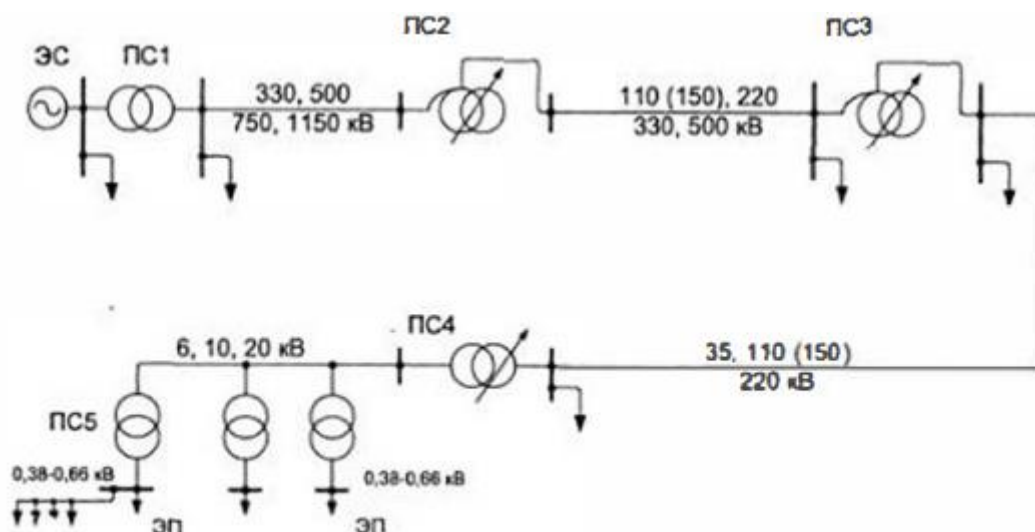 ПС2
ПС3
ЭС
ПС1
330, 500
750, 1150 кВ
110 (150), 220
330, 500 кВ
ПС4
6, 10, 20 кВ
35, 110 (150)
220 кВ
ПС5
0,38-0,66 кВ
0,38-0,66 кВ
ЭП
ЭП